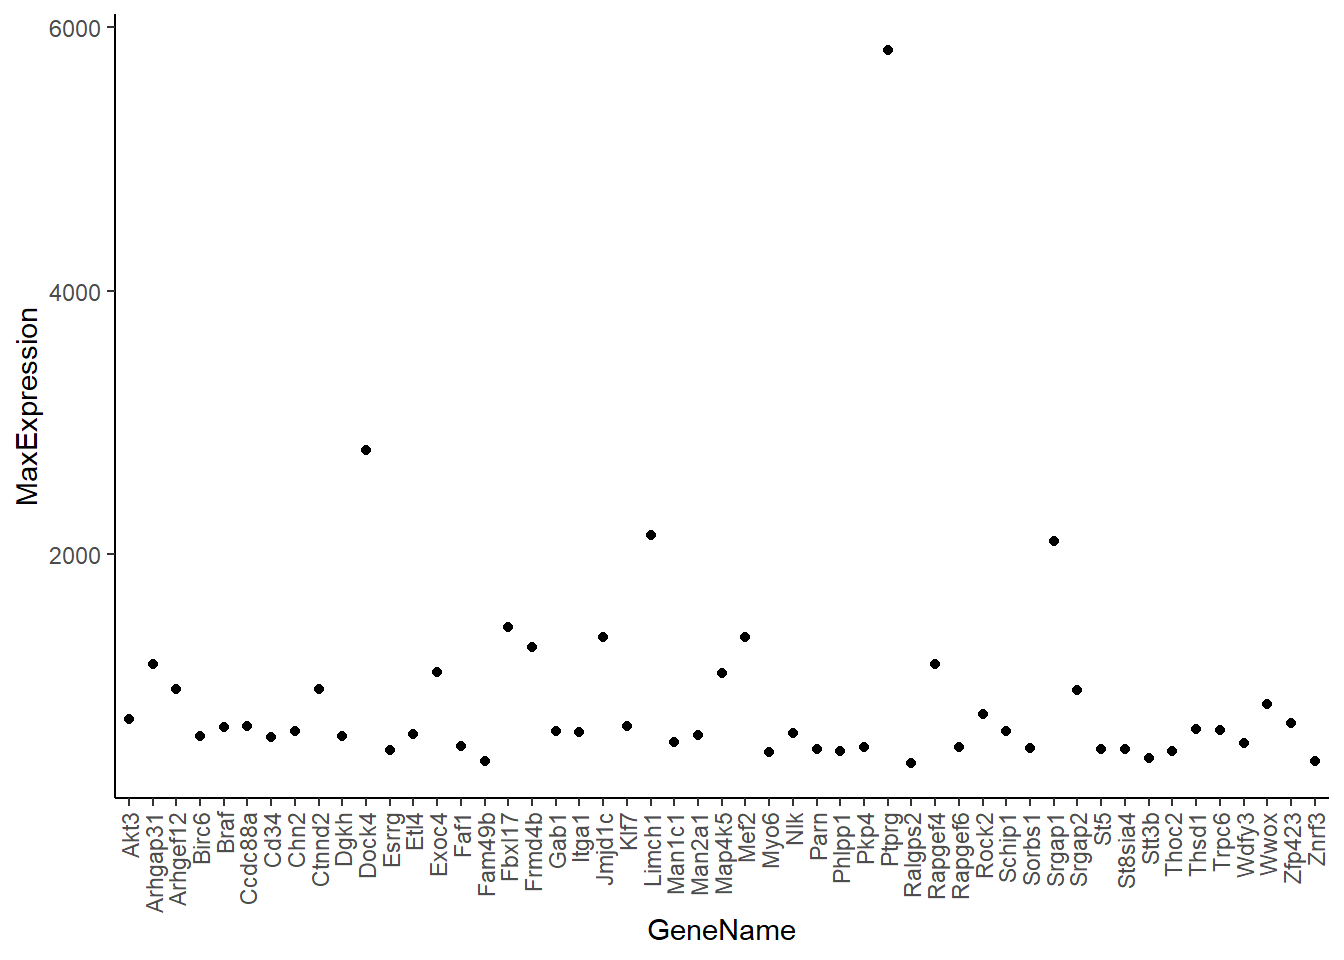 6000
4000
2000
MaxExpression
Akt3
Arhgap31
Arhgef12
Birc6
Braf
Ccdc88a
Cd34
Chn2
Ctnnd2
Dgkh
Dock4
Esrrg
Etl4
Exoc4
Faf1
Fam49b
Fbxl17
Frmd4b
Gab1
Itga1
Jmjd1c
Klf7
Limch1
Man1c1
Man2a1
Map4k5
Mef2
Myo6
Nlk
Parn
Phlpp1
Pkp4
Ptprg
Ralgps2
Rapgef4
Rapgef6
Rock2
Schip1
Sorbs1
Srgap1
Srgap2
St5
St8sia4
Stt3b
Thoc2
Thsd1
Trpc6
Wdfy3
Wwox
Zfp423
Znrf3
GeneName